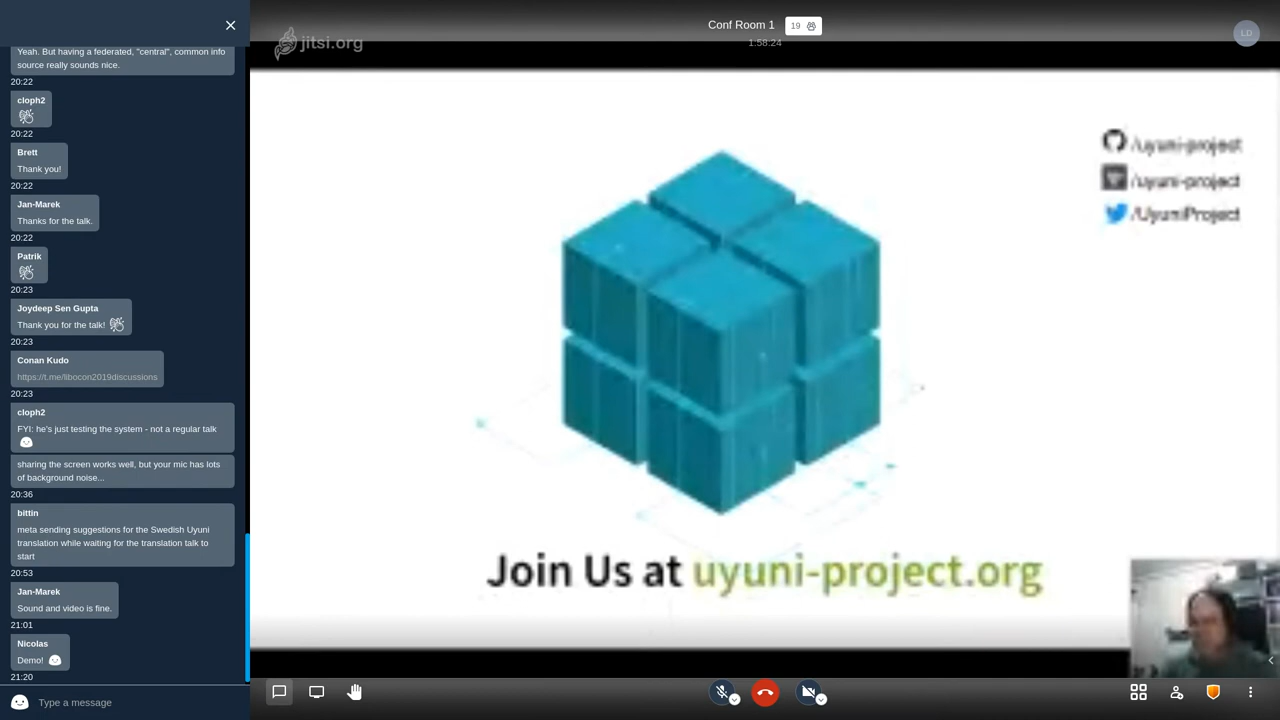 Yeah. But having a federated, "central", common info
source really sounds nice.
20:22
cloph2
20:22
Brett
Thank you!
20:22
Jan-Marek
Thanks for the talk.
20:22
Patrik
20:23
Joydeep Sen Gupta
Thank you for the talk!
20:23
Conan Kudo
https://t.me/libocon2019discussions
20:23
cloph2
FYI: he's just testing the system - not a regular talk
sharing the screen works well, but your mic has lots
of background noise...
20:36
bittin
meta sending suggestions for the Swedish Uyuni
translation while waiting for the translation talk to
start
20:53
Jan-Marek
Sound and video is fine.
21:01
Nicolas
Demo!
21:20
Type a message
jitsi.org
Conf Room 1
19
1:58:24
LD
/uyuni-project
/uyuni-project
/UyuniProject
Join Us at uyuni-project.org